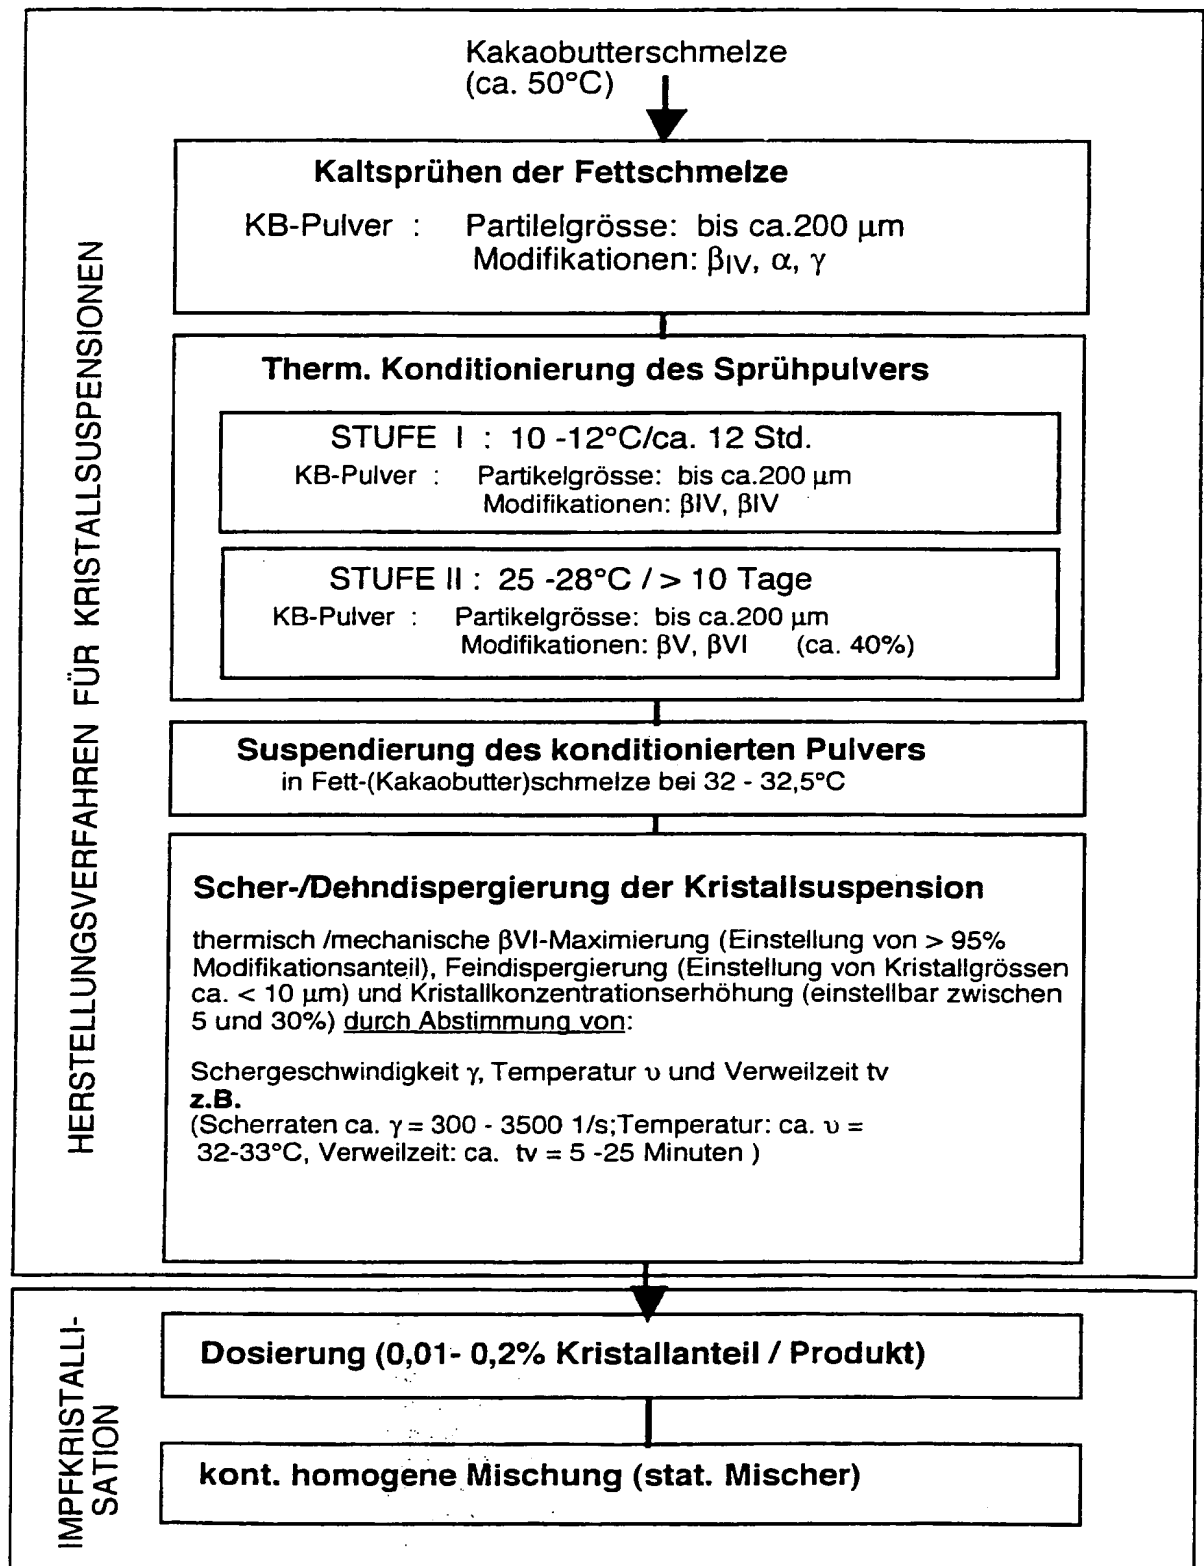 HERSTELLUNGSVERFAHREN FÜR KRISTALLSUSPENSIONEN
Kakaobutterschmelze
(ca. 50°C)
Kaltsprühen der Fettschmelze
KB-Pulver : Partilelgrösse: bis ca.200 μm
Modifikationen: βIV, α, γ
Therm. Konditionierung des Sprühpulvers
STUFE I : 10 -12°C/ca. 12 Std.
KB-Pulver : Partikelgrösse: bis ca.200 μm
Modifikationen: βIV, βIV
STUFE II : 25 -28°C / > 10 Tage
KB-Pulver : Partikelgrösse: bis ca.200 μm
Modifikationen: βV, βVI (ca. 40%)
Suspendierung des konditionierten Pulvers
in Fett-(Kakaobutter)schmelze bei 32 - 32,5°C
Scher-/Dehndispergierung der Kristallsuspension
thermisch /mechanische βVI-Maximierung (Einstellung von > 95%
Modifikationsanteil), Feindispergierung (Einstellung von Kristallgrössen
ca. < 10 μm) und Kristallkonzentrationserhöhung (einstellbar zwischen
5 und 30%) durch Abstimmung von:
Schergeschwindigkeit γ, Temperatur υ und Verweilzeit tv
z.B.
(Scherraten ca. γ = 300 - 3500 1/s;Temperatur: ca. υ =
32-33°C, Verweilzeit: ca. tv = 5 -25 Minuten )
IMPFKRISTALLI-
SATION
Dosierung (0,01- 0,2% Kristallanteil / Produkt)
kont. homogene Mischung (stat. Mischer)